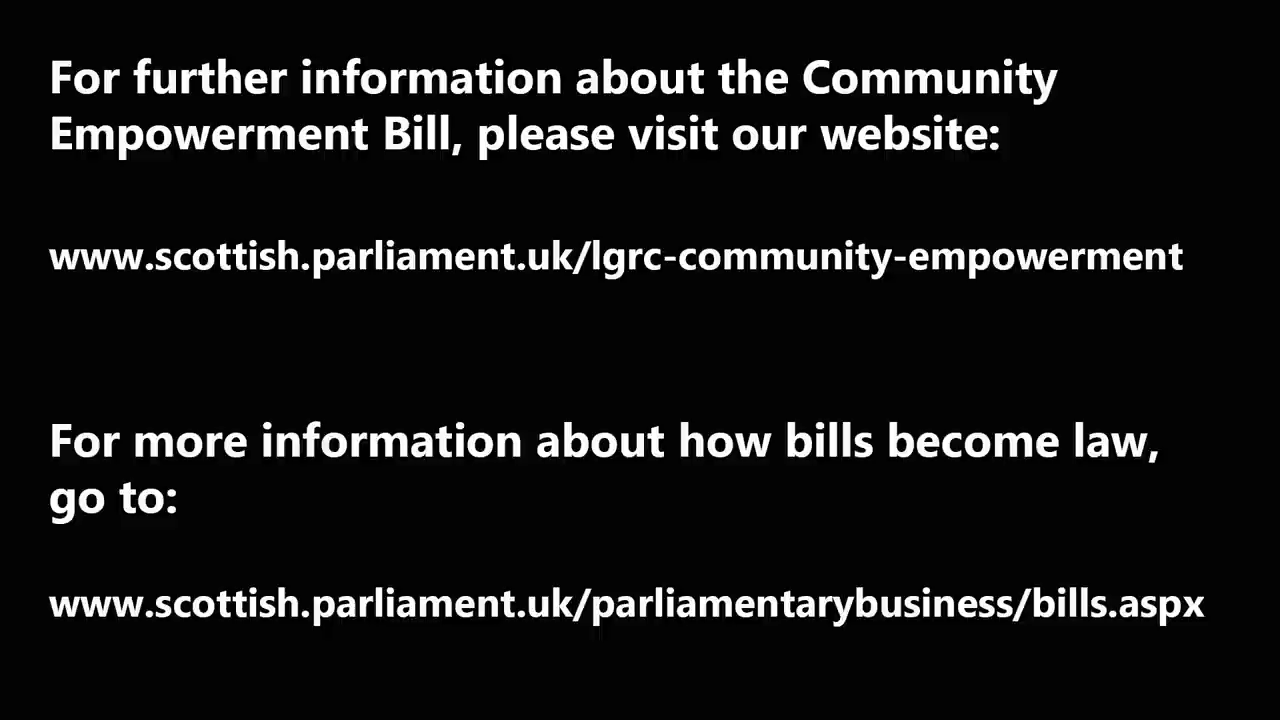 For further information about the Community
Empowerment Bill, please visit our website:
www.scottish.parliament.uk/lgrc-community-empowerment
For more information about how bills become law,
go to:
www.scottish.parliament.uk/parliamentarybusiness/bills.aspx